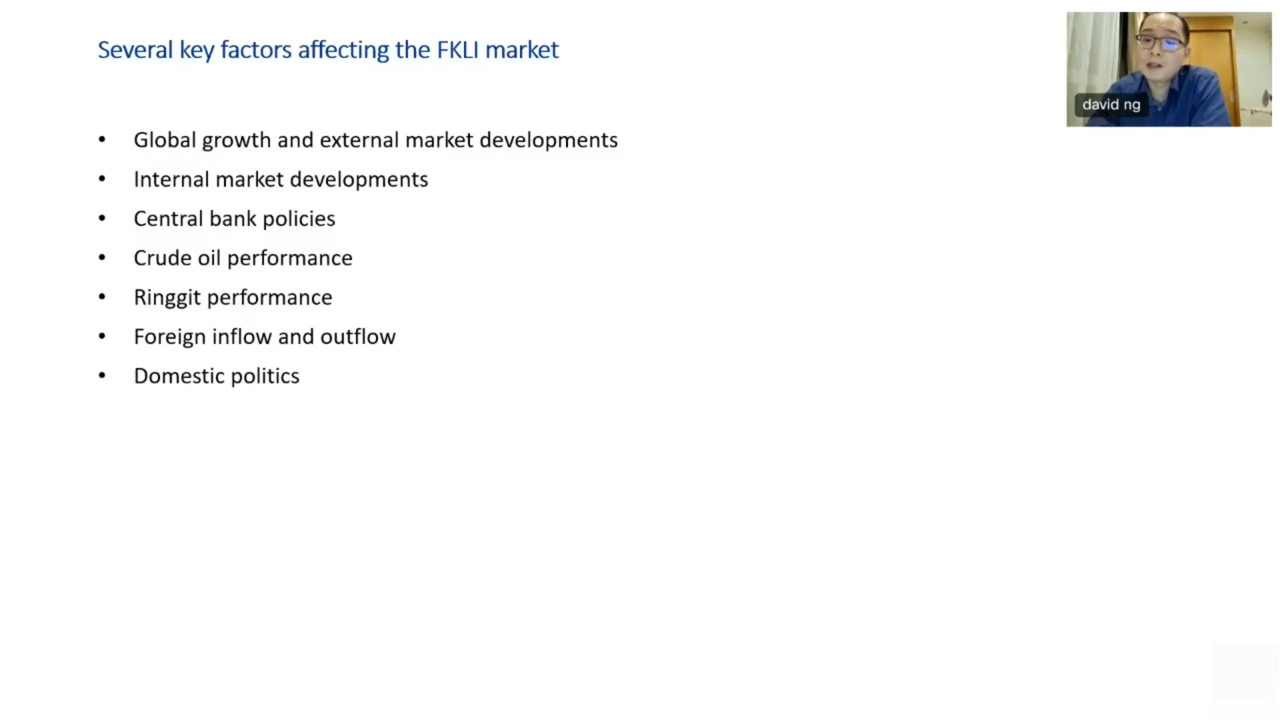 Several key factors affecting the FKLI market
david ng
• Global growth and external market developments
• Internal market developments
• Central bank policies
• Crude oil performance
• Ringgit performance
• Foreign inflow and outflow
• Domestic politics